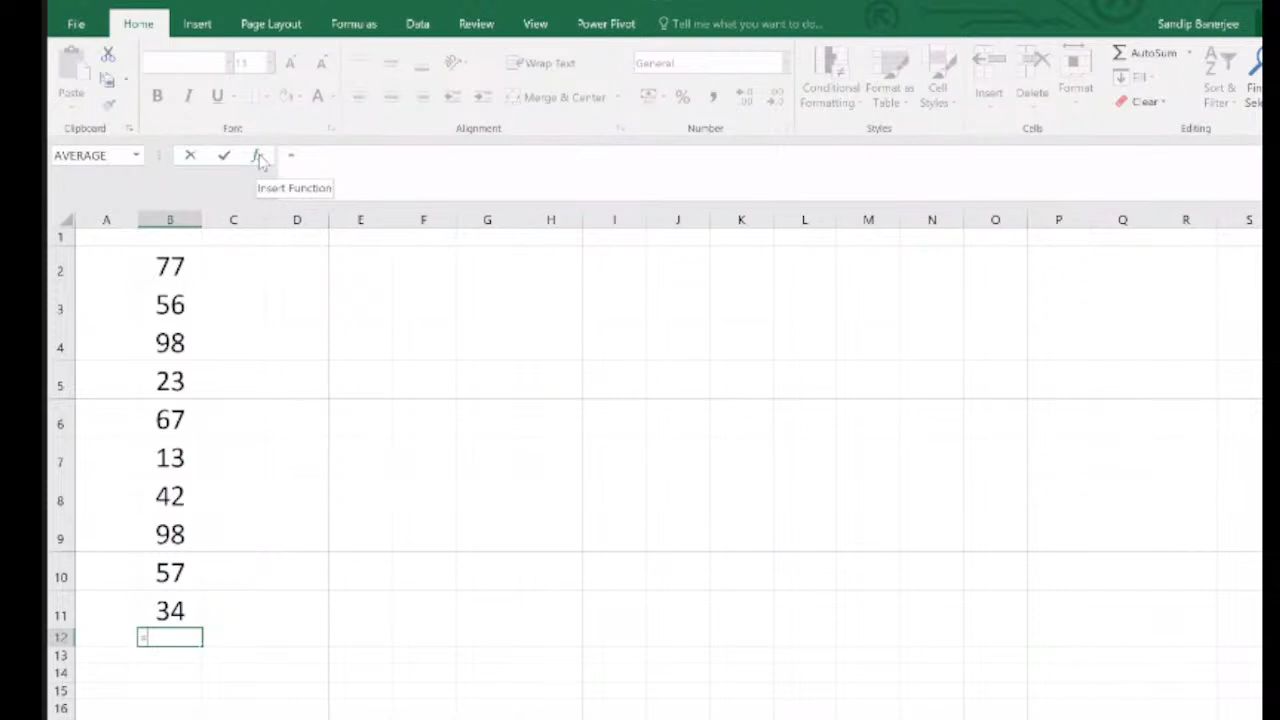 File Home Insert Page Layout Formulas Data Review View Power Pivot Tell me what you want to do... Sandip Banerjee
Paste 11 Wrap Text General Conditional Formatting Format as Table Cell Styles Insert Delete Format AutoSum Sort & Filter
B I U A Merge & Center % Fill
Clear
Clipboard Font Alignment Number Styles Cells Editing
AVERAGE fx =
Insert Function
A B C D E F G H I J K L M N O P Q R S
1
2 77
3 56
4 98
5 23
6 67
7 13
8 42
9 98
10 57
11 34
12 =
13
14
15
16